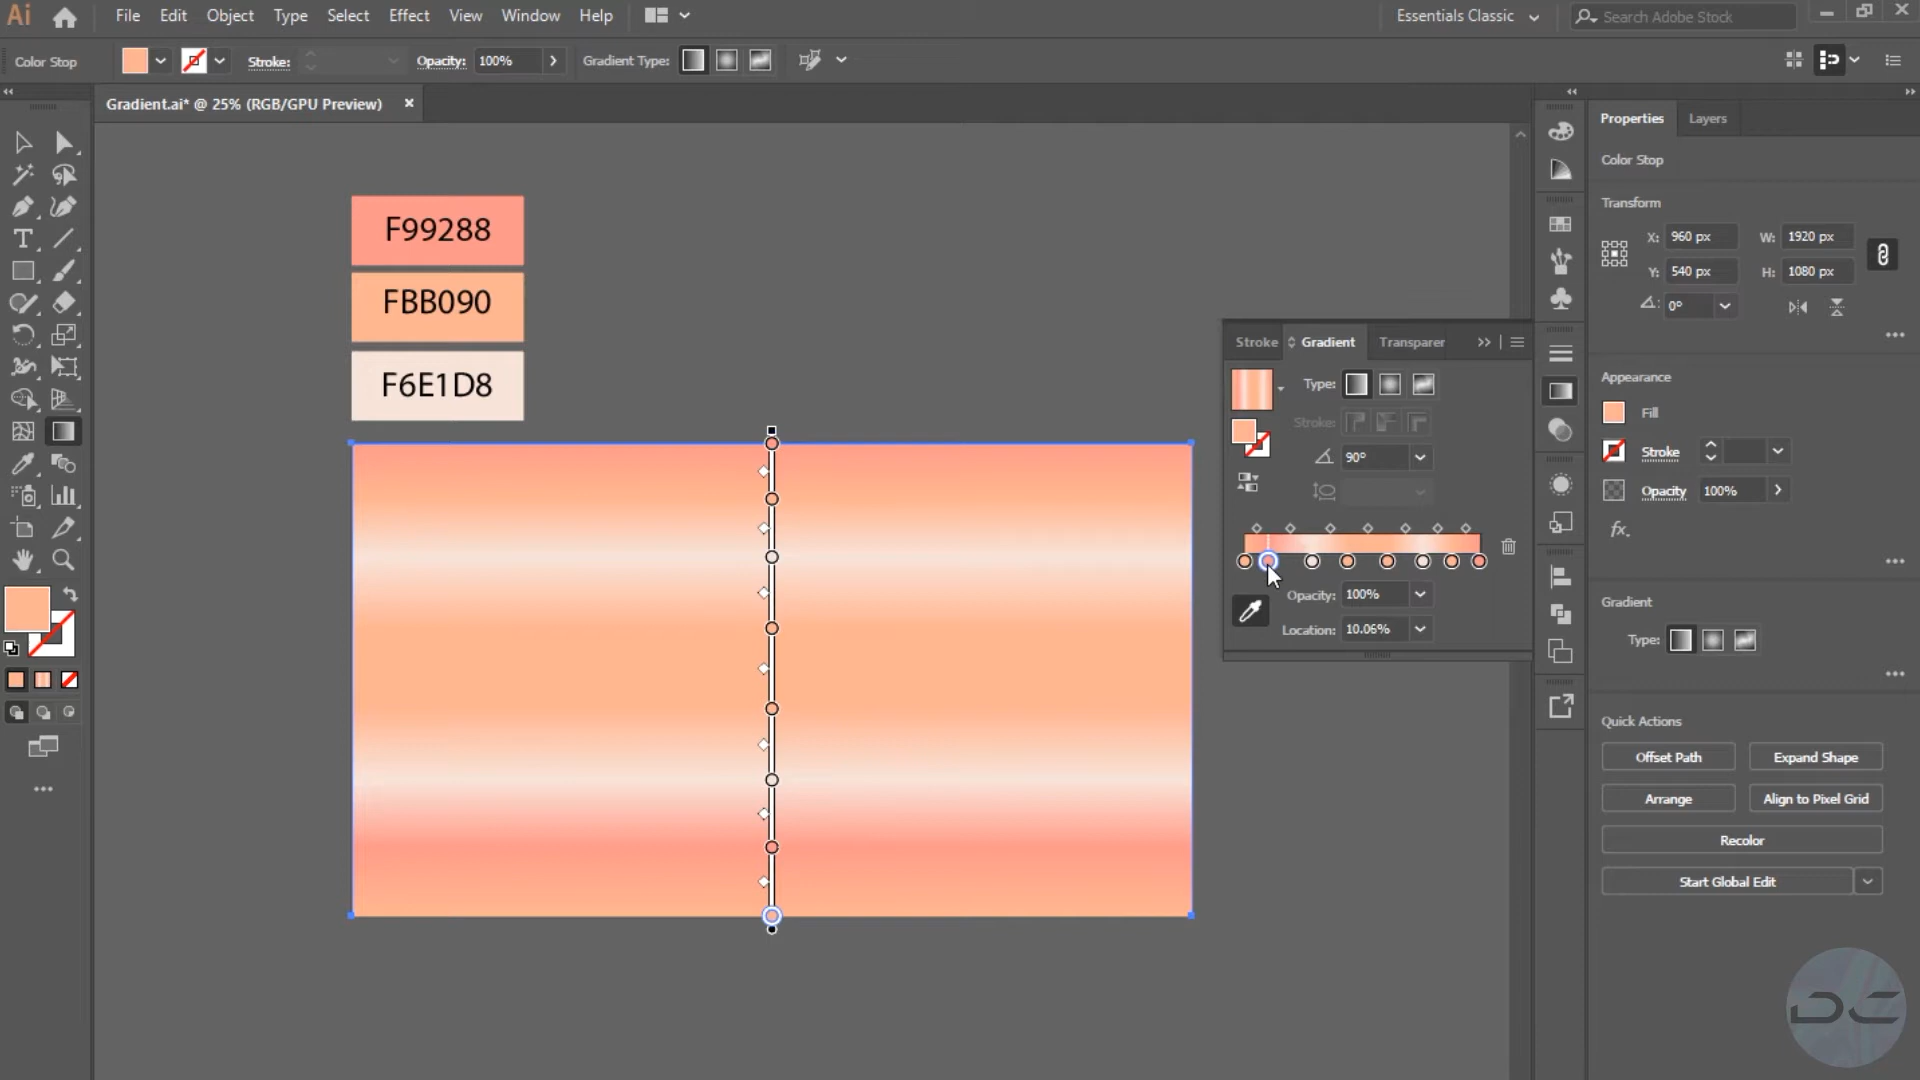 Ai File Edit Object Type Select Effect View Window Help Essentials Classic Search Adobe Stock
Color Stop Stroke: Opacity: 100% Gradient Type:
Gradient.ai* @ 25% (RGB/GPU Preview) ×
Properties Layers
Color Stop
Transform
X: 960 px W: 1920 px
Y: 540 px H: 1080 px
0°
F99288
FBB090
F6E1D8
Stroke Gradient Transparer
Type:
Stroke:
90°
Opacity: 100%
Location: 10.06%
Appearance
Fill
Stroke
Opacity 100%
fx.
Gradient
Type:
Quick Actions
Offset Path Expand Shape
Arrange Align to Pixel Grid
Recolor
Start Global Edit
DC